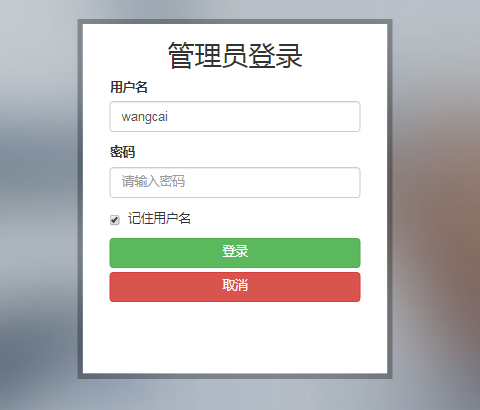 管理员登录
用户名
wangcai
密码
请输入密码
记住用户名
登录
取消